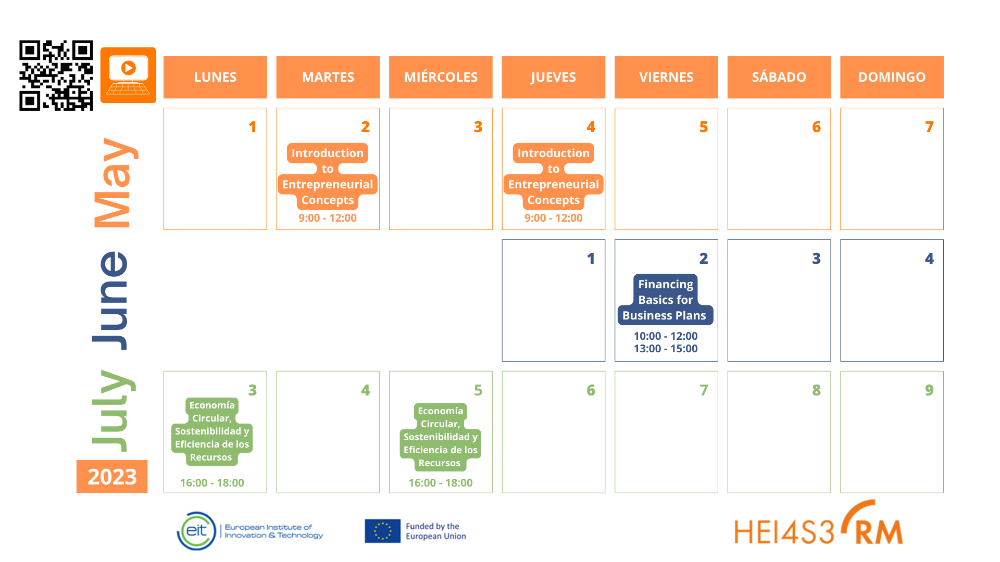 LUNES
MARTES
MIÉRCOLES
JUEVES
VIERNES
SÁBADO
DOMINGO
May
1
2
Introduction
to
Entrepreneurial
Concepts
9:00 - 12:00
3
4
Introduction
to
Entrepreneurial
Concepts
9:00 - 12:00
5
6
7
June
1
2
Financing
Basics for
Business Plans
10:00 - 12:00
13:00 - 15:00
3
4
July
3
Economía
Circular,
Sostenibilidad y
Eficiencia de los
Recursos
16:00 - 18:00
4
5
Economía
Circular,
Sostenibilidad y
Eficiencia de los
Recursos
16:00 - 18:00
6
7
8
9
2023
eit
European Institute of
Innovation & Technology
Funded by the
European Union
HEI4S3 RM